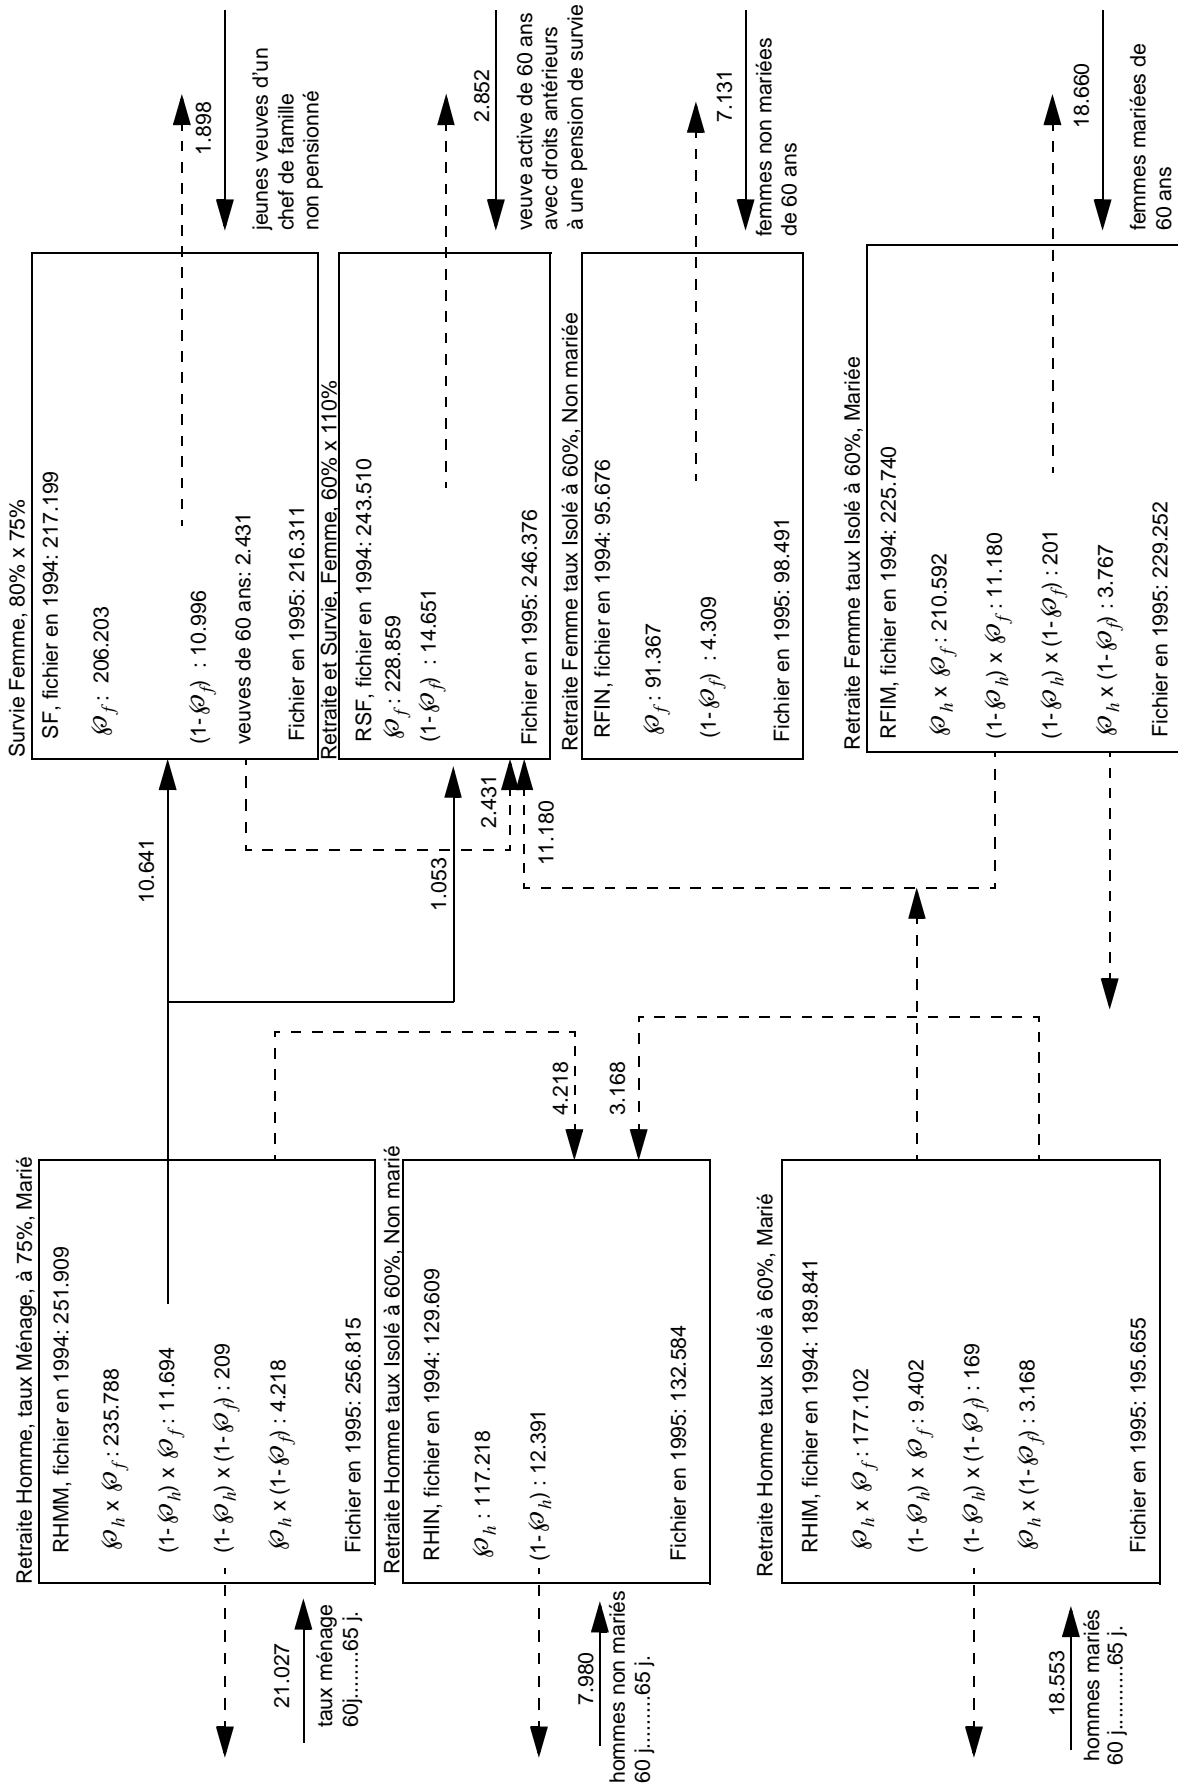 Retraite Homme, taux Ménage, à 75%, Marié
RHMM, fichier en 1994: 251.909
℘h x ℘f : 235.788
(1-℘h) x ℘f : 11.694
(1-℘h) x (1-℘f) : 209
℘h x (1-℘f) : 4.218
Fichier en 1995: 256.815
21.027
taux ménage
60j.........65 j.
Retraite Homme taux Isolé à 60%, Non marié
RHIN, fichier en 1994: 129.609
℘h : 117.218
(1-℘h) : 12.391
Fichier en 1995: 132.584
7.980
hommes non mariés
60 j.........65 j.
Retraite Homme taux Isolé à 60%, Marié
RHIM, fichier en 1994: 189.841
℘h x ℘f : 177.102
(1-℘h) x ℘f : 9.402
(1-℘h) x (1-℘f) : 169
℘h x (1-℘f) : 3.168
Fichier en 1995: 195.655
18.553
hommes mariés
60 j............65 j.
10.641
1.053
2.431
11.180
4.218
3.168
Survie Femme, 80% x 75%
SF, fichier en 1994: 217.199
℘f : 206.203
(1-℘f) : 10.996
veuves de 60 ans: 2.431
Fichier en 1995: 216.311
1.898
jeunes veuves d'un
chef de famille
non pensionné
Retraite et Survie, Femme, 60% x 110%
RSF, fichier en 1994: 243.510
℘f : 228.859
(1-℘f) : 14.651
Fichier en 1995: 246.376
2.852
veuve active de 60 ans
avec droits antérieurs
à une pension de survie
Retraite Femme taux Isolé à 60%, Non mariée
RFIN, fichier en 1994: 95.676
℘f : 91.367
(1-℘f) : 4.309
Fichier en 1995: 98.491
7.131
femmes non mariées
de 60 ans
Retraite Femme taux Isolé à 60%, Mariée
RFIM, fichier en 1994: 225.740
℘h x ℘f : 210.592
(1-℘h) x ℘f : 11.180
(1-℘h) x (1-℘f) : 201
℘h x (1-℘f) : 3.767
Fichier en 1995: 229.252
18.660
femmes mariées de
60 ans